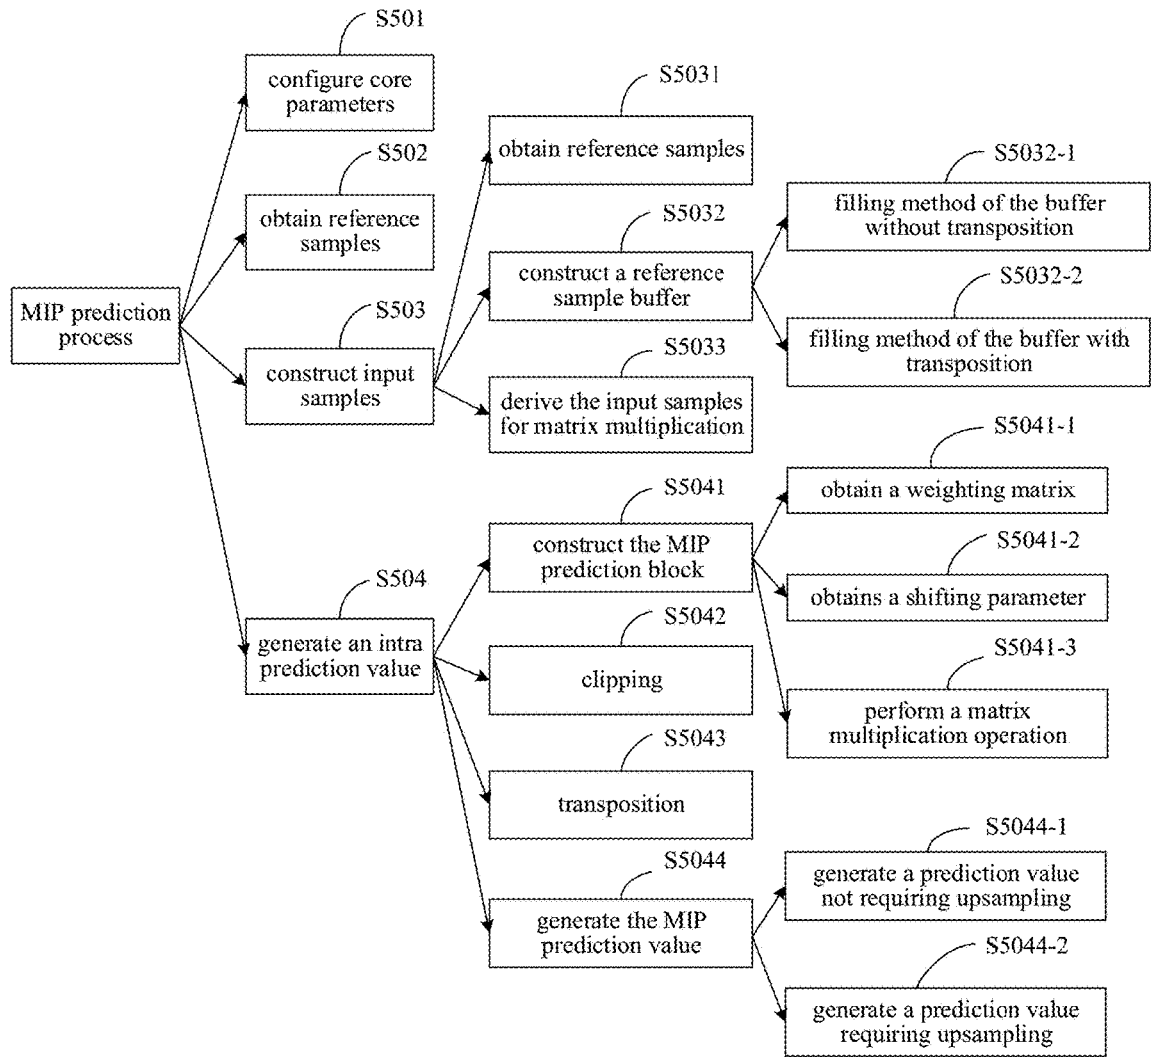 S501
configure core
parameters
S502
obtain reference
samples
MIP prediction
process
S503
construct input
samples
S504
generate an intra
prediction value
S5031
obtain reference samples
S5032
construct a reference
sample buffer
S5033
derive the input samples
for matrix multiplication
S5041
construct the MIP
prediction block
S5042
clipping
S5043
transposition
S5044
generate the MIP
prediction value
S5032-1
filling method of the buffer
without transposition
S5032-2
filling method of the buffer with
transposition
S5041-1
obtain a weighting matrix
S5041-2
obtains a shifting parameter
S5041-3
perform a matrix
multiplication operation
S5044-1
generate a prediction value
not requiring upsampling
S5044-2
generate a prediction value
requiring upsampling